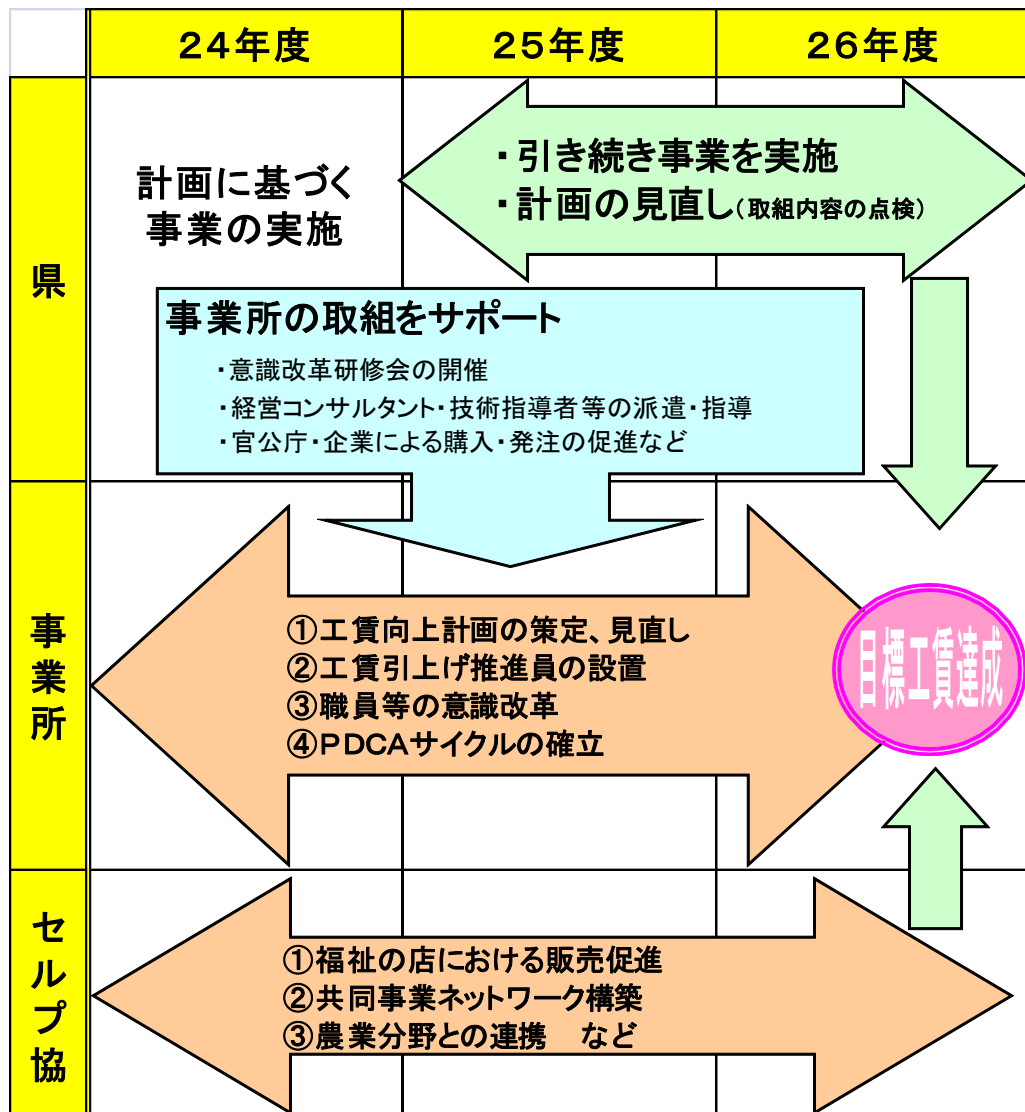 24年度
25年度
26年度
県
計画に基づく
事業の実施
・引き続き事業を実施
・計画の見直し(取組内容の点検)
事業所の取組をサポート
・意識改革研修会の開催
・経営コンサルタント・技術指導者等の派遣・指導
・官公庁・企業による購入・発注の促進など
事業所
①工賃向上計画の策定、見直し
②工賃引上げ推進員の設置
③職員等の意識改革
④PDCAサイクルの確立
目標工賃達成
セルプ協
①福祉の店における販売促進
②共同事業ネットワーク構築
③農業分野との連携　など